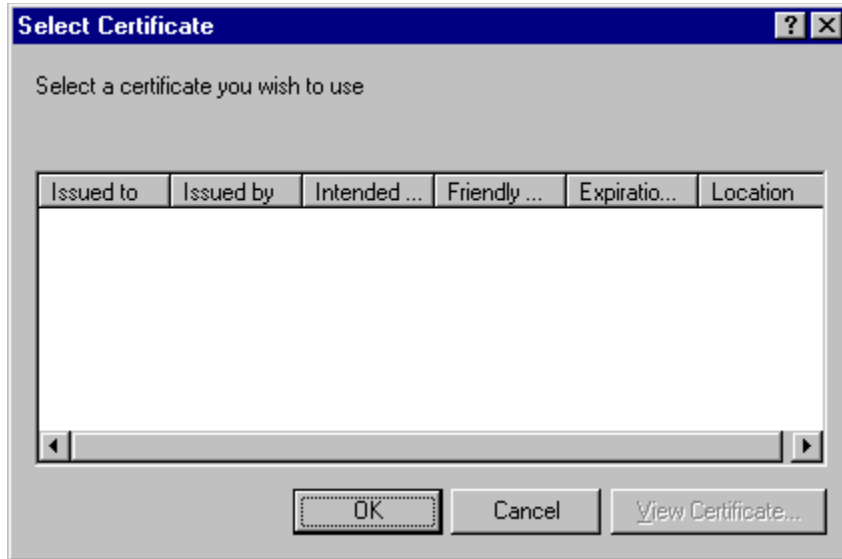 Select Certificate
Select a certificate you wish to use
Issued to Issued by Intended ... Friendly ... Expiratio... Location
OK Cancel View Certificate...